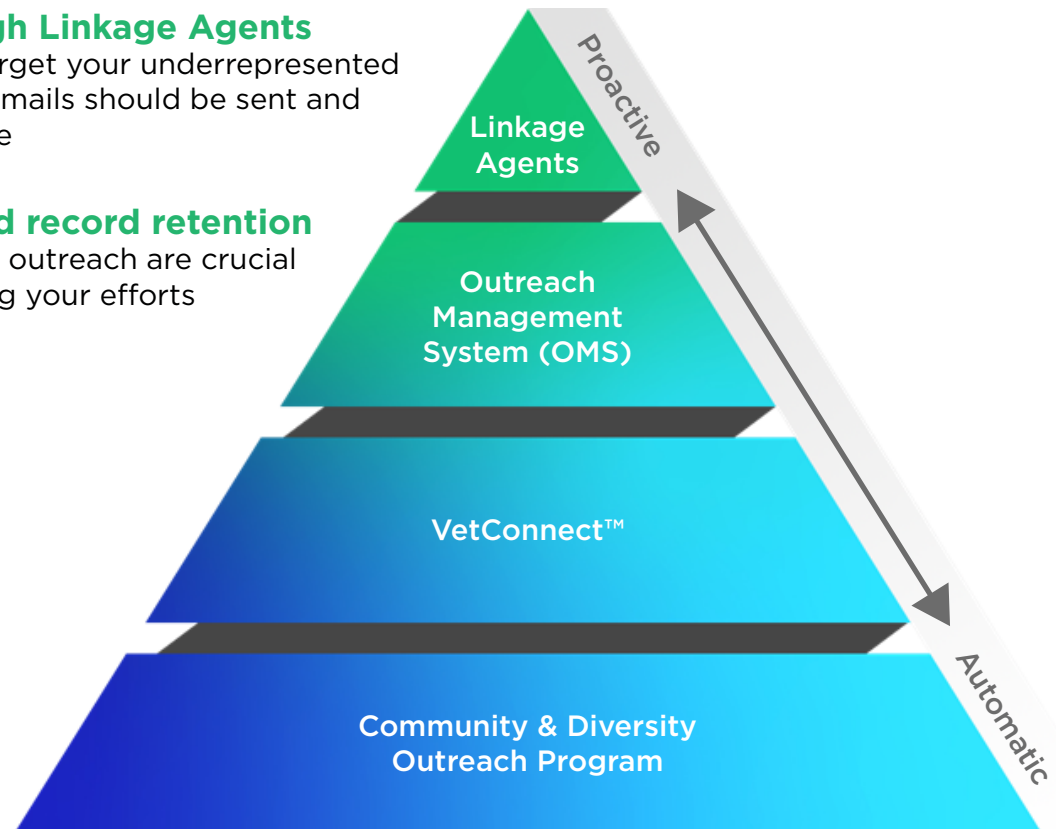 gh Linkage Agents
rget your underrepresented
mails should be sent and
e
d record retention
outreach are crucial
g your efforts
Proactive
Linkage
Agents
Outreach
Management
System (OMS)
VetConnect™
Community & Diversity
Outreach Program
Automatic